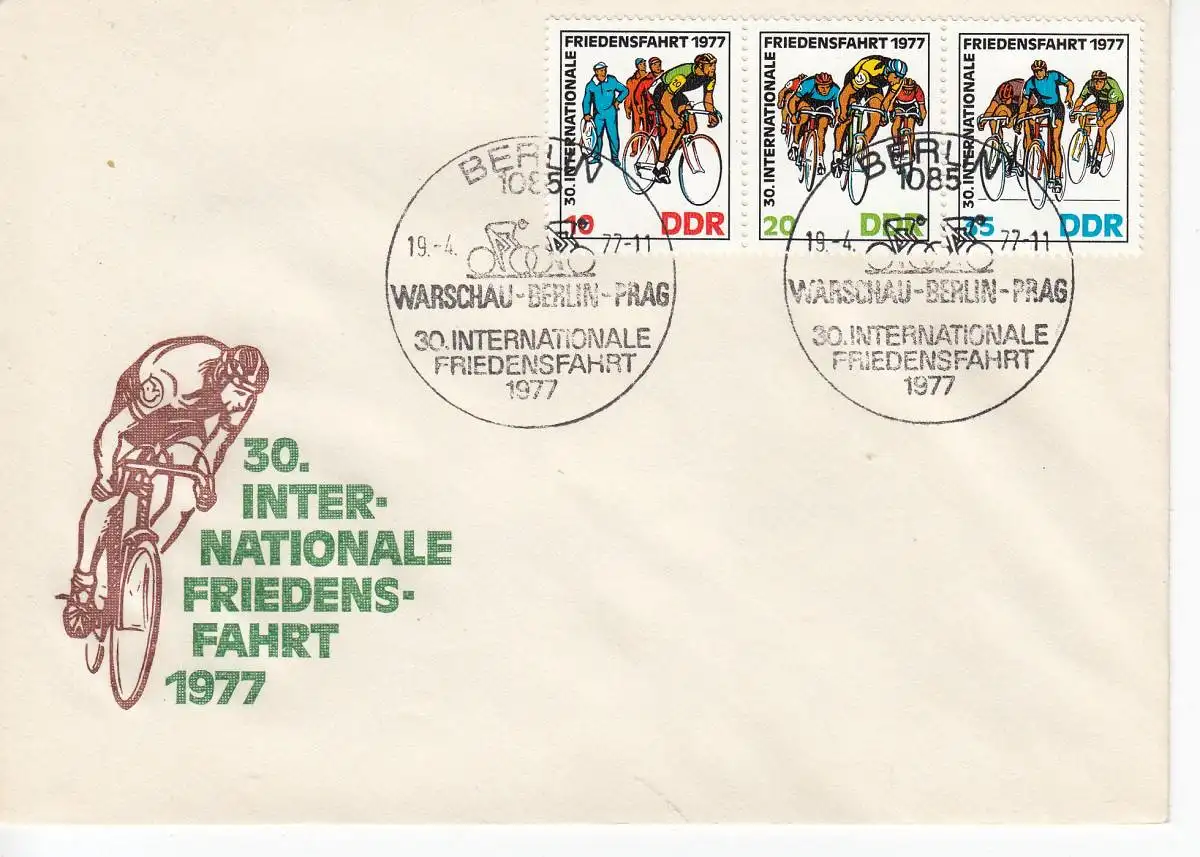 30. INTERNATIONALE
FRIEDENSFAHRT 1977
10 DDR
30. INTERNATIONALE
FRIEDENSFAHRT 1977
20 DDR
30. INTERNATIONALE
FRIEDENSFAHRT 1977
35 DDR
BERLIN
1085
19.-4. 77-11
WARSCHAU-BERLIN-PRAG
30. INTERNATIONALE
FRIEDENSFAHRT
1977
BERLIN
1085
19.-4. 77-11
WARSCHAU-BERLIN-PRAG
30. INTERNATIONALE
FRIEDENSFAHRT
1977
30.
INTER-
NATIONALE
FRIEDENS-
FAHRT
1977